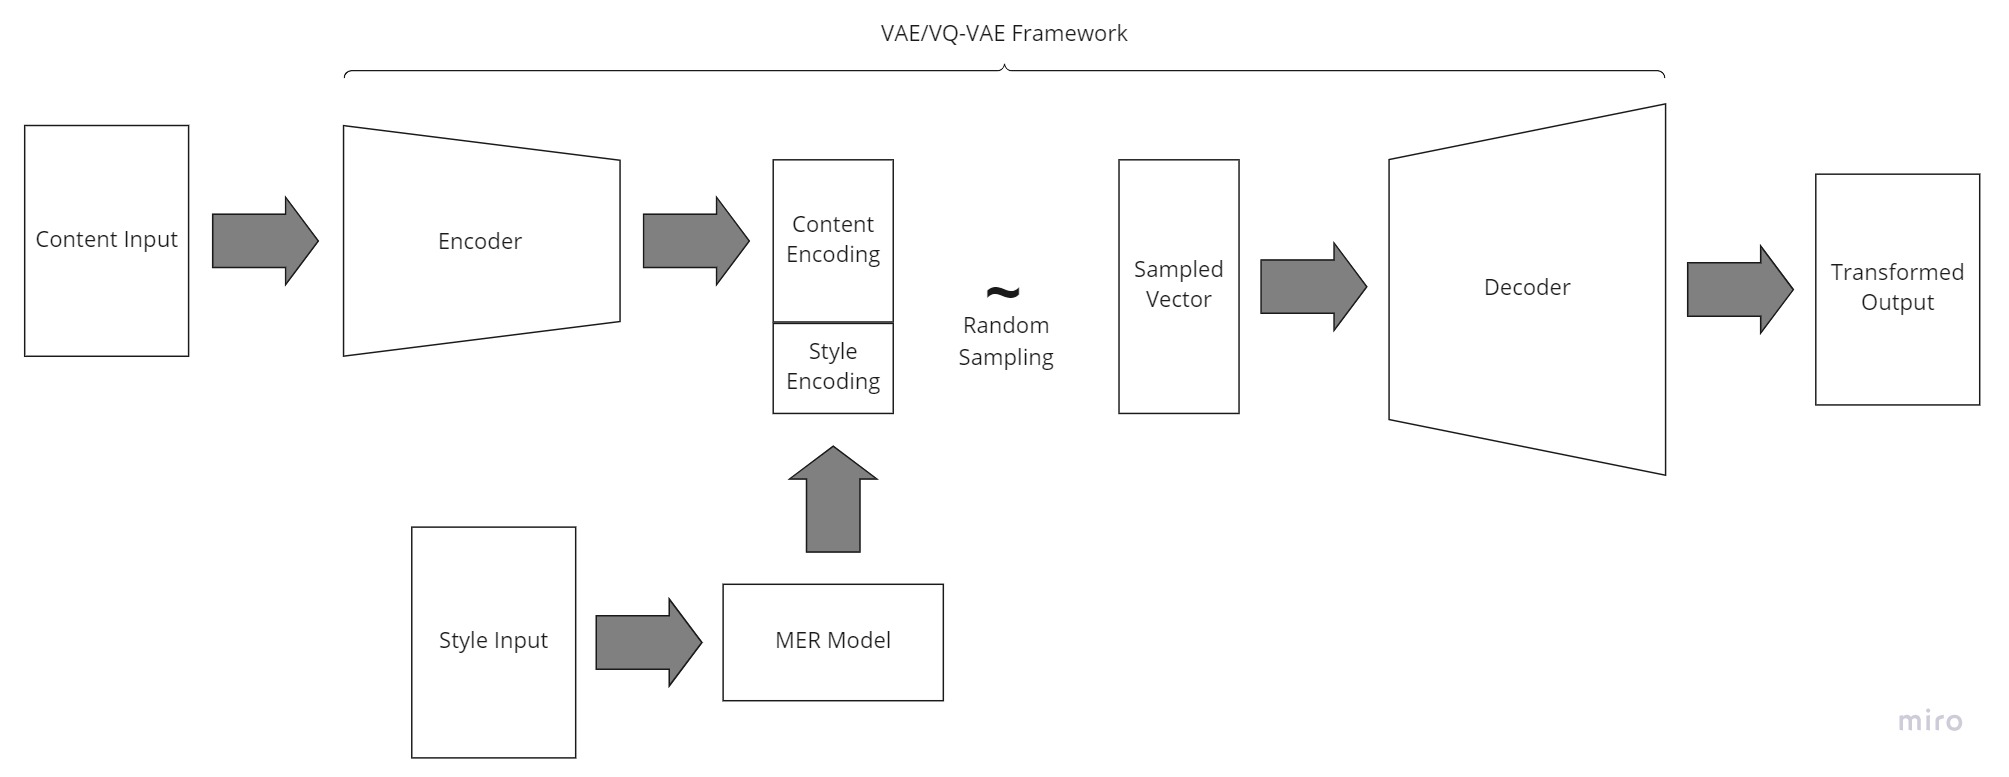 VAE/VQ-VAE Framework
Content Input
Encoder
Content
Encoding
Style
Encoding
~
Random
Sampling
Sampled
Vector
Decoder
Transformed
Output
Style Input
MER Model
miro